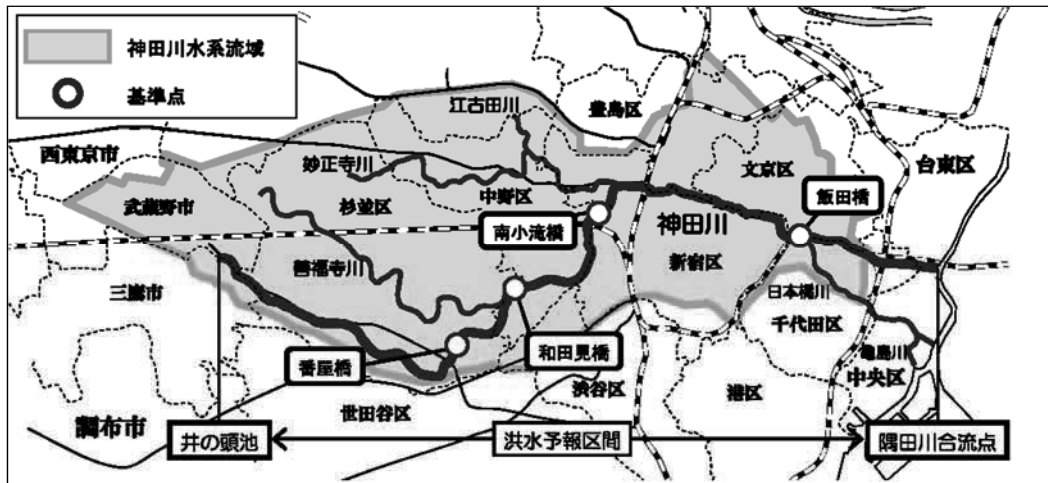 神田川水系流域
基準点
江古田川
豊島区
西東京市
妙正寺川
文京区
台東区
武蔵野市
杉並区
中野区
飯田橋
南小滝橋
神田川
善福寺川
新宿区
三鷹市
日本橋川
千代田区
番屋橋
和田見橋
亀島川
中央区
渋谷区
港区
世田谷区
調布市
井の頭池
洪水予報区間
隅田川合流点